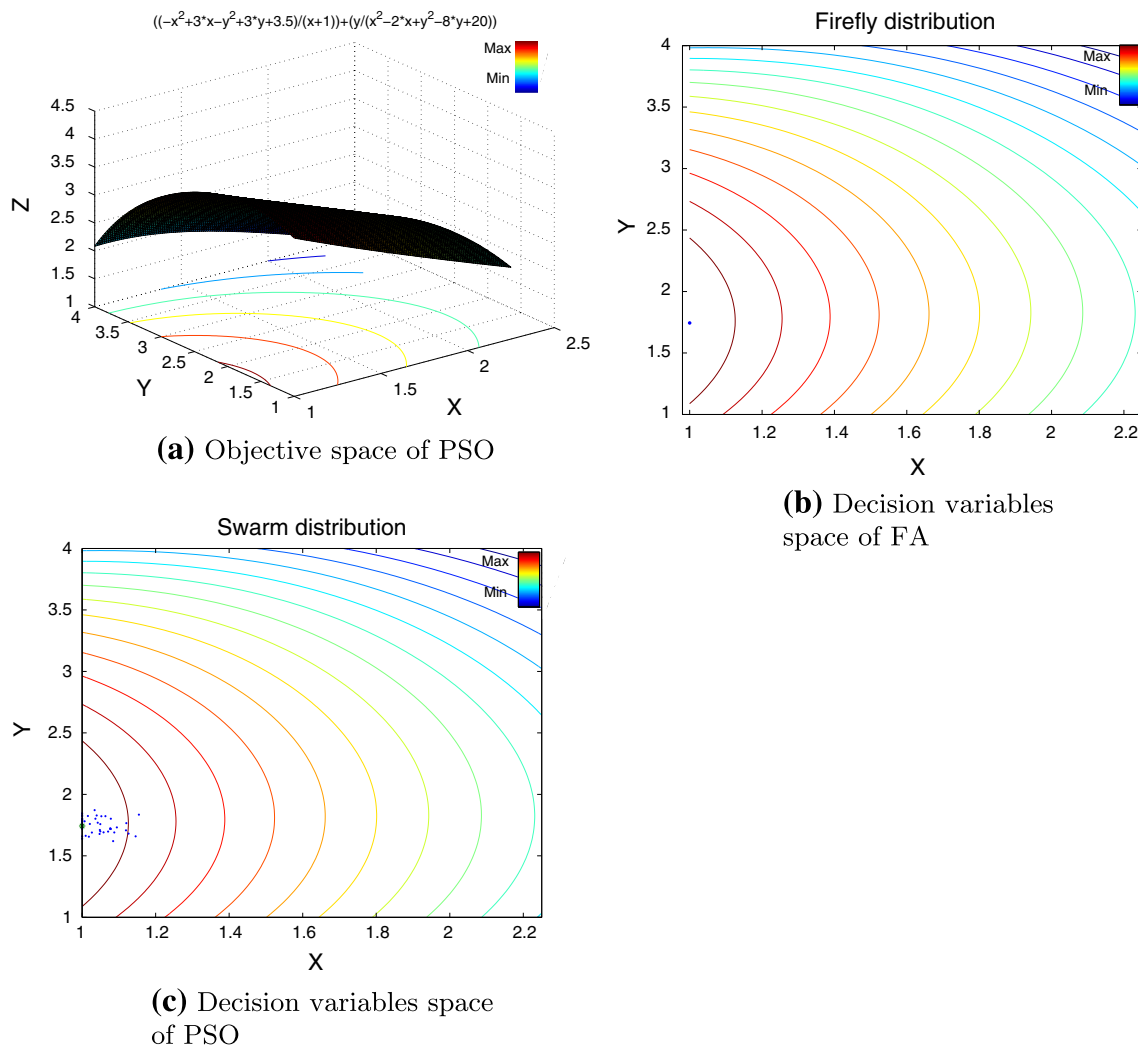 ((−x²+3*x−y²+3*y+3.5)/(x+1))+(y/(x²−2*x+y²−8*y+20))
Max
Min
4.5
4
3.5
3
2.5
2
1.5
1
Z
4
3.5
3
2.5
2
1.5
1
Y
1
1.5
2
2.5
X
(a) Objective space of PSO
Firefly distribution
Max
Min
4
3.5
3
2.5
2
1.5
1
Y
1 1.2 1.4 1.6 1.8 2 2.2
X
(b) Decision variables
space of FA
Swarm distribution
Max
Min
4
3.5
3
2.5
2
1.5
1
Y
1 1.2 1.4 1.6 1.8 2 2.2
X
(c) Decision variables space
of PSO